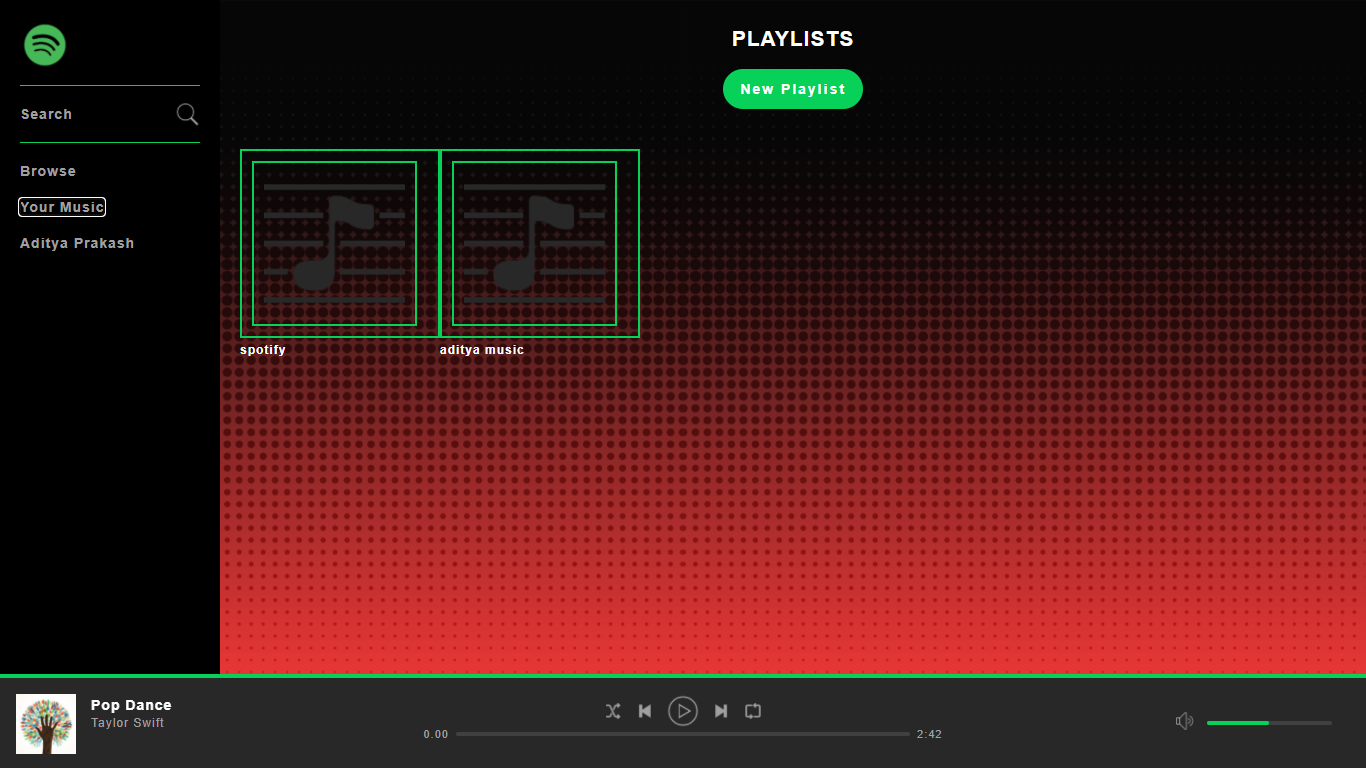 Search
Browse
Your Music
Aditya Prakash
PLAYLISTS
New Playlist
spotify
aditya music
Pop Dance
Taylor Swift
0.00
2:42